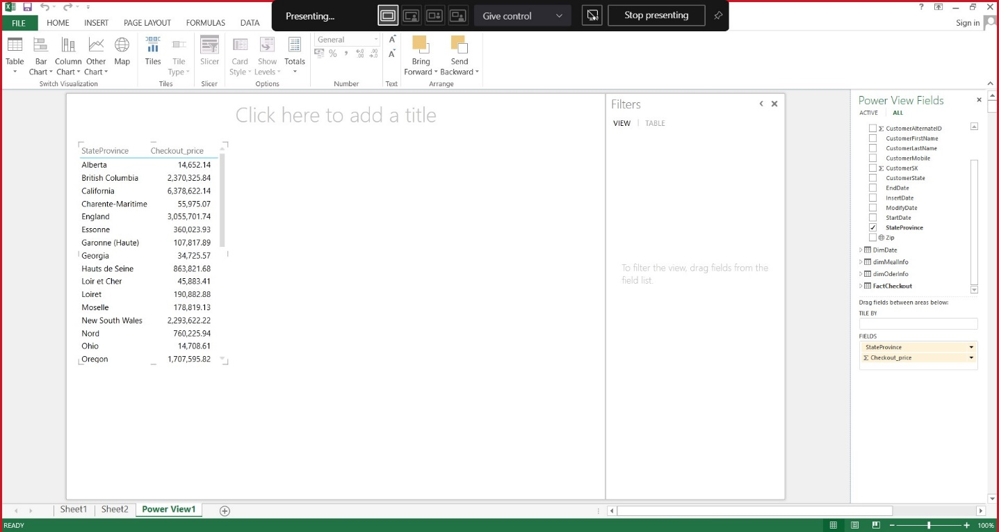 Presenting...
Give control
Stop presenting
?
FILE
HOME
INSERT
PAGE LAYOUT
FORMULAS
DATA
Sign in
Table
Bar Chart
Column Chart
Other Chart
Map
Switch Visualization
Tiles
Tile Type
Tiles
Slicer
Slicer
Card Style
Show Levels
Totals
Options
General
%
Number
A
A
Text
Bring Forward
Send Backward
Arrange
Click here to add a title
StateProvince Checkout_price
Alberta 14,652.14
British Columbia 2,370,325.84
California 6,378,622.14
Charente-Maritime 55,975.07
England 3,055,701.74
Essonne 360,023.93
Garonne (Haute) 107,817.89
Georgia 34,725.57
Hauts de Seine 863,821.68
Loir et Cher 45,883.41
Loiret 190,882.88
Moselle 178,819.13
New South Wales 2,293,622.22
Nord 760,225.94
Ohio 14,708.61
Oregon 1,707,595.82
Filters
VIEW | TABLE
To filter the view, drag fields from the
field list.
Power View Fields
ACTIVE ALL
Σ CustomerAlternateID
CustomerFirstName
CustomerLastName
CustomerMobile
Σ CustomerSK
CustomerState
EndDate
InsertDate
ModifyDate
StartDate
StateProvince
Zip
DimDate
dimMealInfo
dimOderInfo
FactCheckout
Drag fields between areas below:
TILE BY
FIELDS
StateProvince
Σ Checkout_price
Sheet1
Sheet2
Power View1
READY
100%